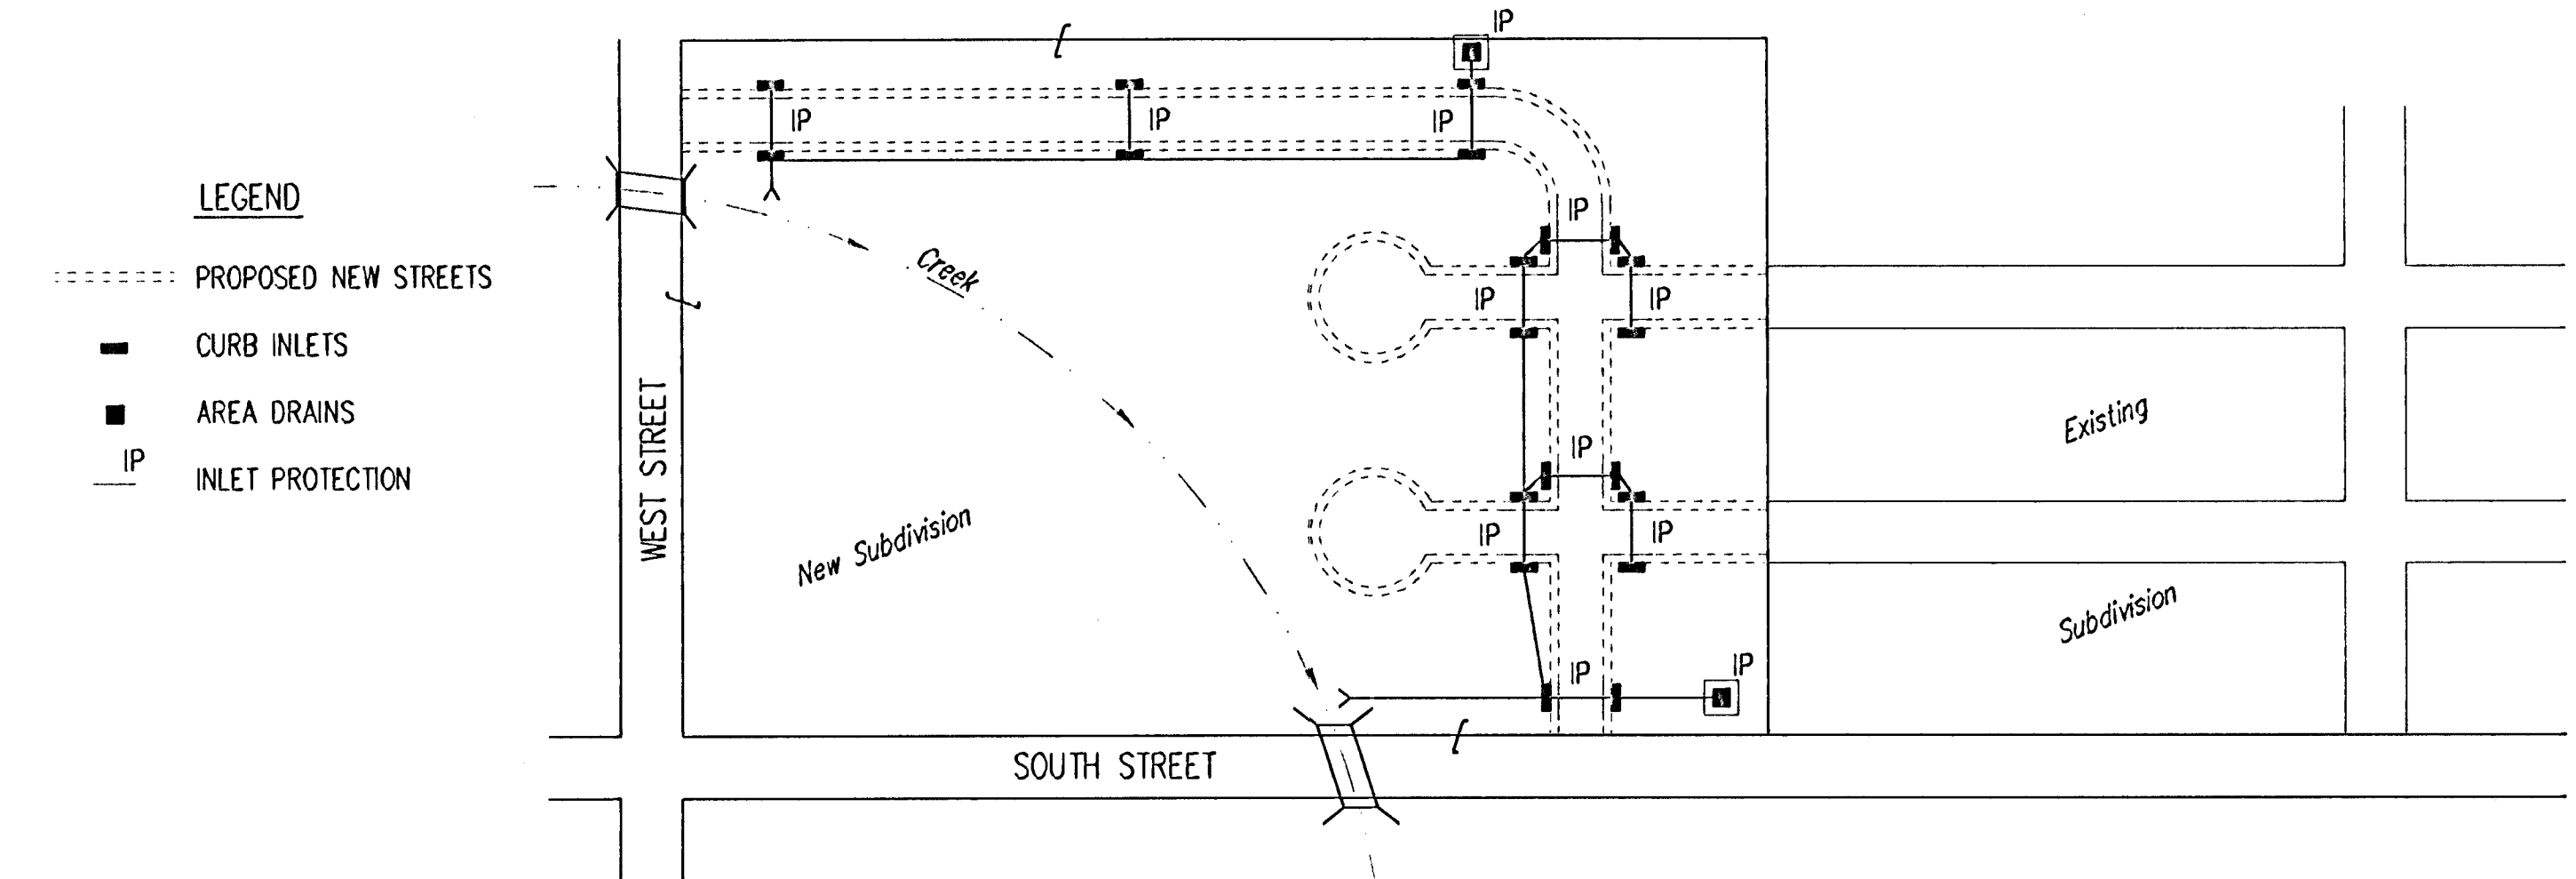 LEGEND
PROPOSED NEW STREETS
CURB INLETS
AREA DRAINS
IP
INLET PROTECTION
WEST STREET
SOUTH STREET
Creek
New Subdivision
Existing
Subdivision
IP
IP
IP
IP
IP
IP
IP
IP
IP
IP
IP
IP